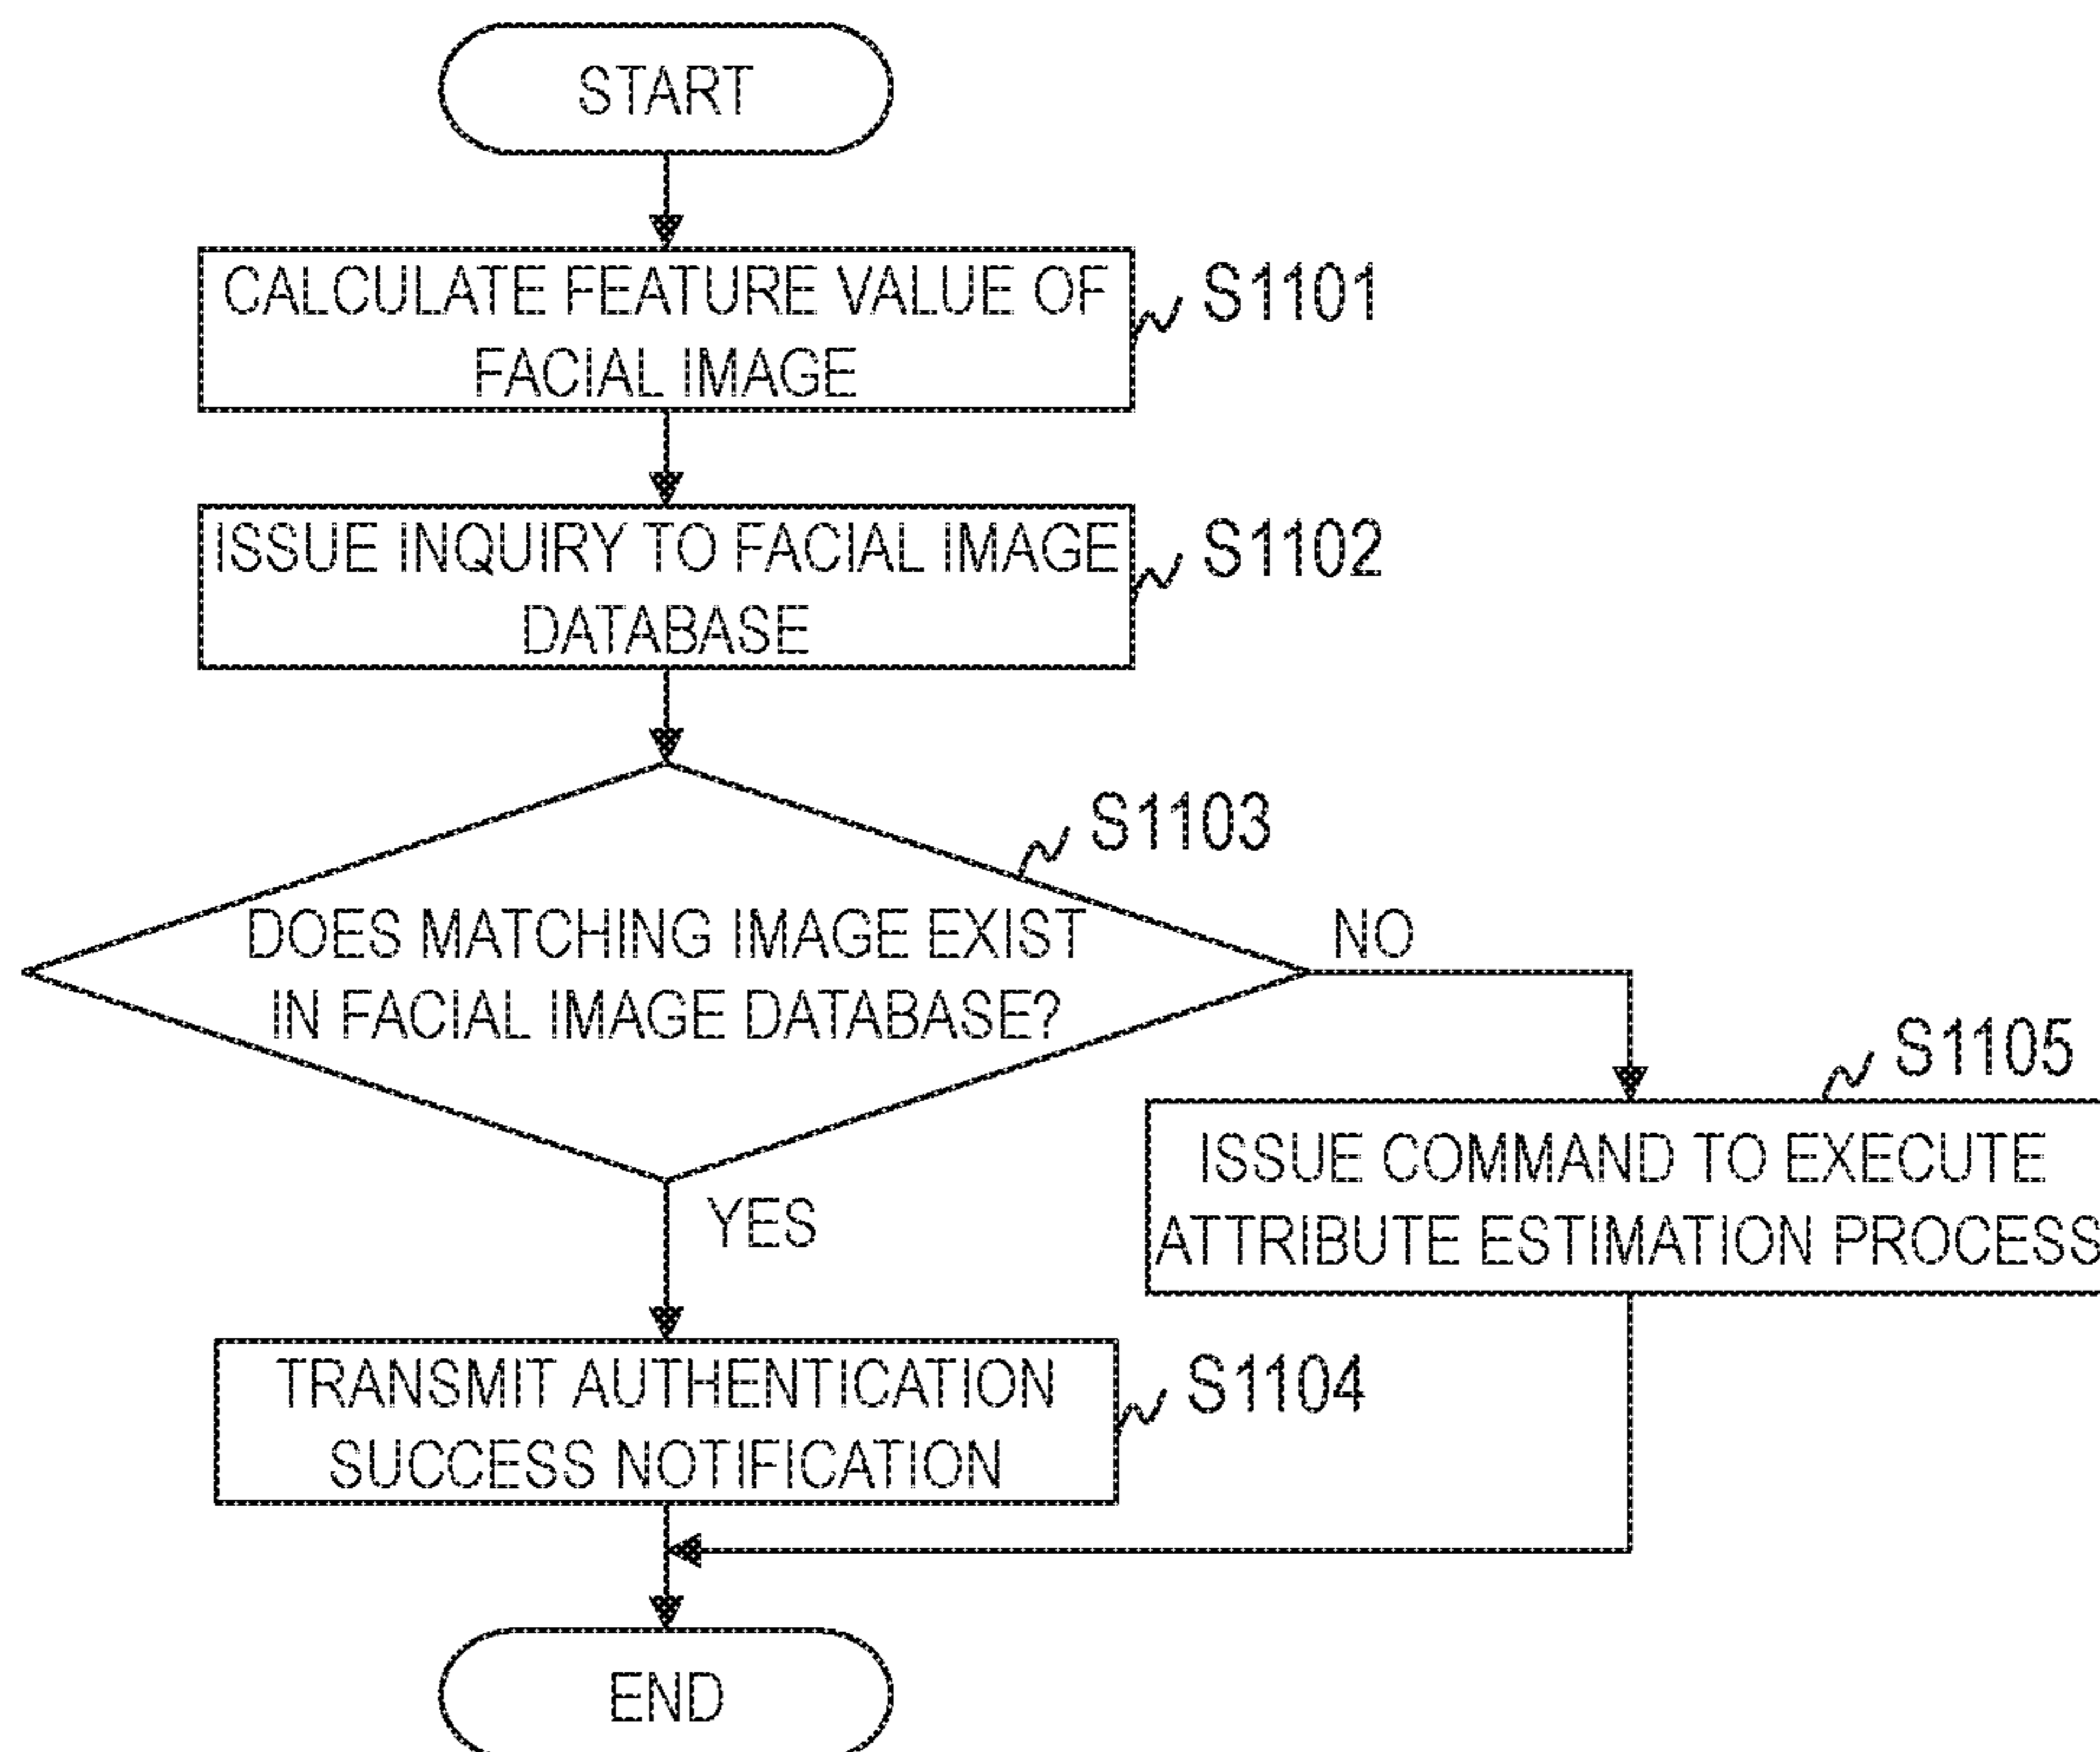 START
CALCULATE FEATURE VALUE OF
FACIAL IMAGE
S1101
ISSUE INQUIRY TO FACIAL IMAGE
DATABASE
S1102
S1103
DOES MATCHING IMAGE EXIST
IN FACIAL IMAGE DATABASE?
NO
YES
S1105
ISSUE COMMAND TO EXECUTE
ATTRIBUTE ESTIMATION PROCESS
TRANSMIT AUTHENTICATION
SUCCESS NOTIFICATION
S1104
END